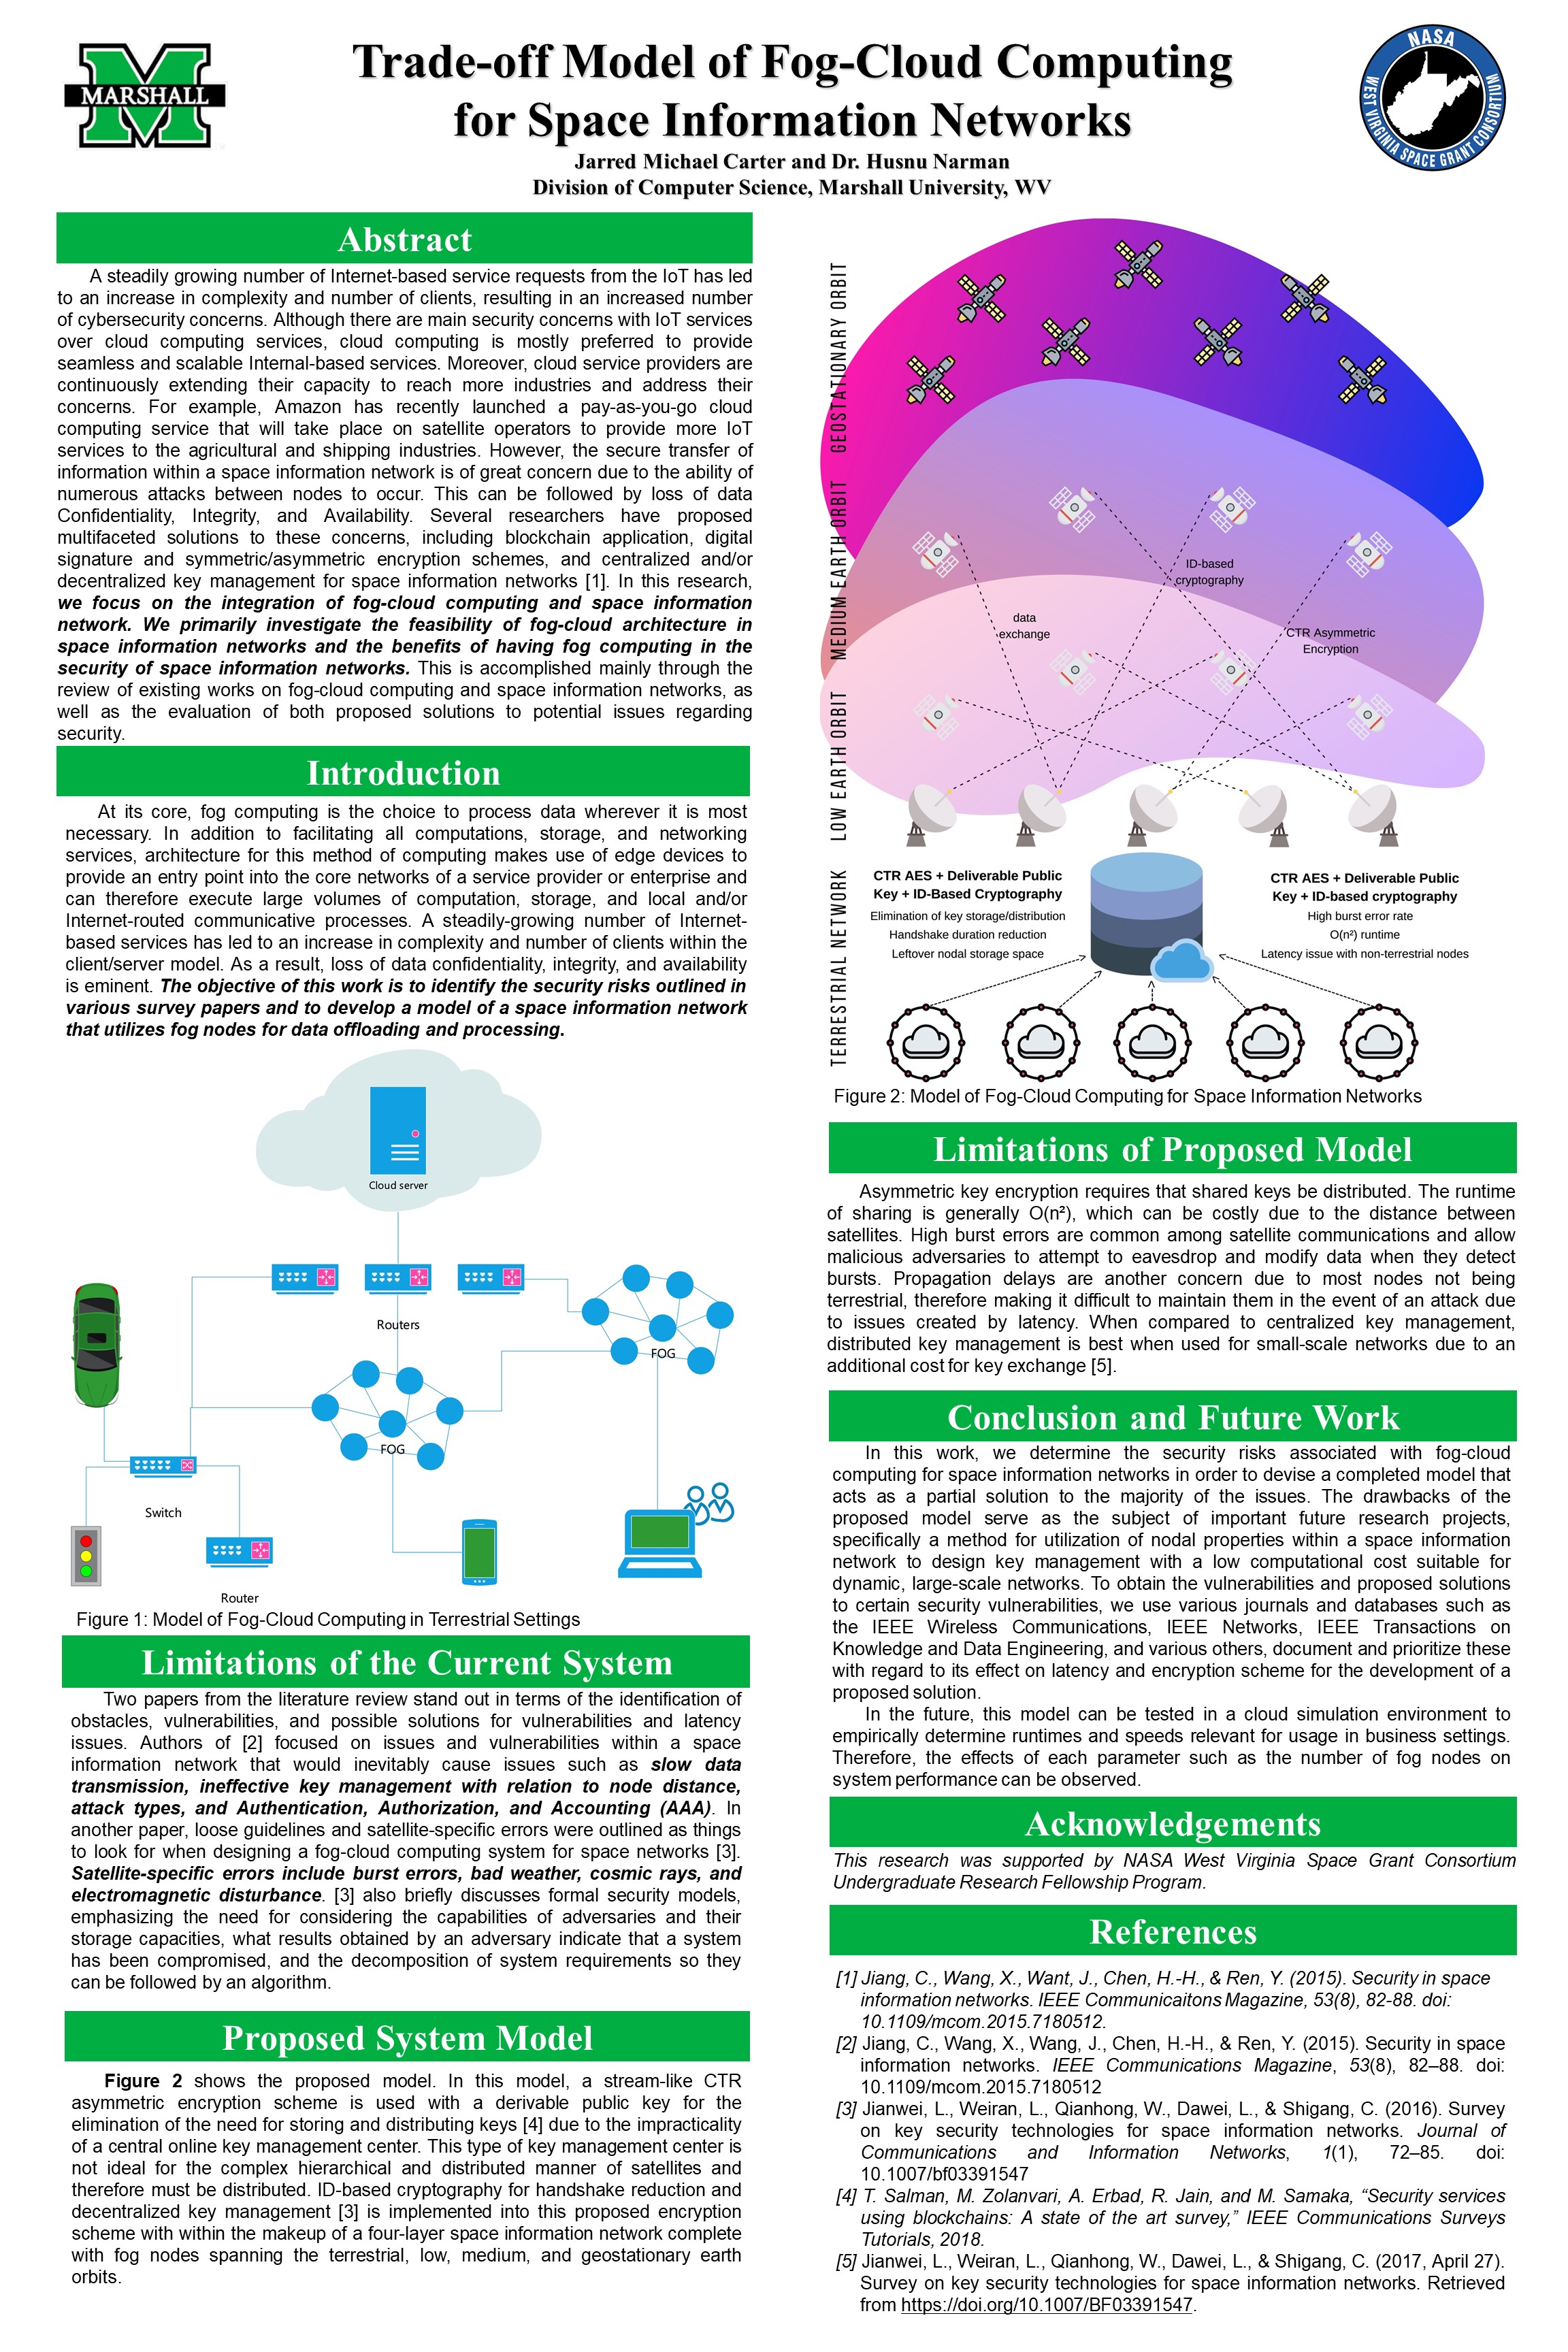 MARSHALL
Trade-off Model of Fog-Cloud Computing
for Space Information Networks
Jarred Michael Carter and Dr. Husnu Narman
Division of Computer Science, Marshall University, WV
NASA
WEST VIRGINIA SPACE GRANT CONSORTIUM
Abstract
A steadily growing number of Internet-based service requests from the IoT has led
to an increase in complexity and number of clients, resulting in an increased number
of cybersecurity concerns. Although there are main security concerns with IoT services
over cloud computing services, cloud computing is mostly preferred to provide
seamless and scalable Internal-based services. Moreover, cloud service providers are
continuously extending their capacity to reach more industries and address their
concerns. For example, Amazon has recently launched a pay-as-you-go cloud
computing service that will take place on satellite operators to provide more IoT
services to the agricultural and shipping industries. However, the secure transfer of
information within a space information network is of great concern due to the ability of
numerous attacks between nodes to occur. This can be followed by loss of data
Confidentiality, Integrity, and Availability. Several researchers have proposed
multifaceted solutions to these concerns, including blockchain application, digital
signature and symmetric/asymmetric encryption schemes, and centralized and/or
decentralized key management for space information networks [1]. In this research,
we focus on the integration of fog-cloud computing and space information
network. We primarily investigate the feasibility of fog-cloud architecture in
space information networks and the benefits of having fog computing in the
security of space information networks. This is accomplished mainly through the
review of existing works on fog-cloud computing and space information networks, as
well as the evaluation of both proposed solutions to potential issues regarding
security.
Introduction
At its core, fog computing is the choice to process data wherever it is most
necessary. In addition to facilitating all computations, storage, and networking
services, architecture for this method of computing makes use of edge devices to
provide an entry point into the core networks of a service provider or enterprise and
can therefore execute large volumes of computation, storage, and local and/or
Internet-routed communicative processes. A steadily-growing number of Internet-
based services has led to an increase in complexity and number of clients within the
client/server model. As a result, loss of data confidentiality, integrity, and availability
is eminent. The objective of this work is to identify the security risks outlined in
various survey papers and to develop a model of a space information network
that utilizes fog nodes for data offloading and processing.
Cloud server
Routers
FOG
FOG
Switch
Router
Figure 1: Model of Fog-Cloud Computing in Terrestrial Settings
Limitations of the Current System
Two papers from the literature review stand out in terms of the identification of
obstacles, vulnerabilities, and possible solutions for vulnerabilities and latency
issues. Authors of [2] focused on issues and vulnerabilities within a space
information network that would inevitably cause issues such as slow data
transmission, ineffective key management with relation to node distance,
attack types, and Authentication, Authorization, and Accounting (AAA). In
another paper, loose guidelines and satellite-specific errors were outlined as things
to look for when designing a fog-cloud computing system for space networks [3].
Satellite-specific errors include burst errors, bad weather, cosmic rays, and
electromagnetic disturbance. [3] also briefly discusses formal security models,
emphasizing the need for considering the capabilities of adversaries and their
storage capacities, what results obtained by an adversary indicate that a system
has been compromised, and the decomposition of system requirements so they
can be followed by an algorithm.
Proposed System Model
Figure 2 shows the proposed model. In this model, a stream-like CTR
asymmetric encryption scheme is used with a derivable public key for the
elimination of the need for storing and distributing keys [4] due to the impracticality
of a central online key management center. This type of key management center is
not ideal for the complex hierarchical and distributed manner of satellites and
therefore must be distributed. ID-based cryptography for handshake reduction and
decentralized key management [3] is implemented into this proposed encryption
scheme with within the makeup of a four-layer space information network complete
with fog nodes spanning the terrestrial, low, medium, and geostationary earth
orbits.
GEOSTATIONARY ORBIT
MEDIUM EARTH ORBIT
LOW EARTH ORBIT
TERRESTRIAL NETWORK
ID-based
cryptography
data
exchange
CTR Asymmetric
Encryption
CTR AES + Deliverable Public
Key + ID-Based Cryptography
Elimination of key storage/distribution
Handshake duration reduction
Leftover nodal storage space
CTR AES + Deliverable Public
Key + ID-based cryptography
High burst error rate
O(n²) runtime
Latency issue with non-terrestrial nodes
Figure 2: Model of Fog-Cloud Computing for Space Information Networks
Limitations of Proposed Model
Asymmetric key encryption requires that shared keys be distributed. The runtime
of sharing is generally O(n²), which can be costly due to the distance between
satellites. High burst errors are common among satellite communications and allow
malicious adversaries to attempt to eavesdrop and modify data when they detect
bursts. Propagation delays are another concern due to most nodes not being
terrestrial, therefore making it difficult to maintain them in the event of an attack due
to issues created by latency. When compared to centralized key management,
distributed key management is best when used for small-scale networks due to an
additional cost for key exchange [5].
Conclusion and Future Work
In this work, we determine the security risks associated with fog-cloud
computing for space information networks in order to devise a completed model that
acts as a partial solution to the majority of the issues. The drawbacks of the
proposed model serve as the subject of important future research projects,
specifically a method for utilization of nodal properties within a space information
network to design key management with a low computational cost suitable for
dynamic, large-scale networks. To obtain the vulnerabilities and proposed solutions
to certain security vulnerabilities, we use various journals and databases such as
the IEEE Wireless Communications, IEEE Networks, IEEE Transactions on
Knowledge and Data Engineering, and various others, document and prioritize these
with regard to its effect on latency and encryption scheme for the development of a
proposed solution.
In the future, this model can be tested in a cloud simulation environment to
empirically determine runtimes and speeds relevant for usage in business settings.
Therefore, the effects of each parameter such as the number of fog nodes on
system performance can be observed.
Acknowledgements
This research was supported by NASA West Virginia Space Grant Consortium
Undergraduate Research Fellowship Program.
References
[1] Jiang, C., Wang, X., Want, J., Chen, H.-H., & Ren, Y. (2015). Security in space
information networks. IEEE Communicaitons Magazine, 53(8), 82-88. doi:
10.1109/mcom.2015.7180512.
[2] Jiang, C., Wang, X., Wang, J., Chen, H.-H., & Ren, Y. (2015). Security in space
information networks. IEEE Communications Magazine, 53(8), 82–88. doi:
10.1109/mcom.2015.7180512
[3] Jianwei, L., Weiran, L., Qianhong, W., Dawei, L., & Shigang, C. (2016). Survey
on key security technologies for space information networks. Journal of
Communications and Information Networks, 1(1), 72–85. doi:
10.1007/bf03391547
[4] T. Salman, M. Zolanvari, A. Erbad, R. Jain, and M. Samaka, “Security services
using blockchains: A state of the art survey,” IEEE Communications Surveys
Tutorials, 2018.
[5] Jianwei, L., Weiran, L., Qianhong, W., Dawei, L., & Shigang, C. (2017, April 27).
Survey on key security technologies for space information networks. Retrieved
from https://doi.org/10.1007/BF03391547.